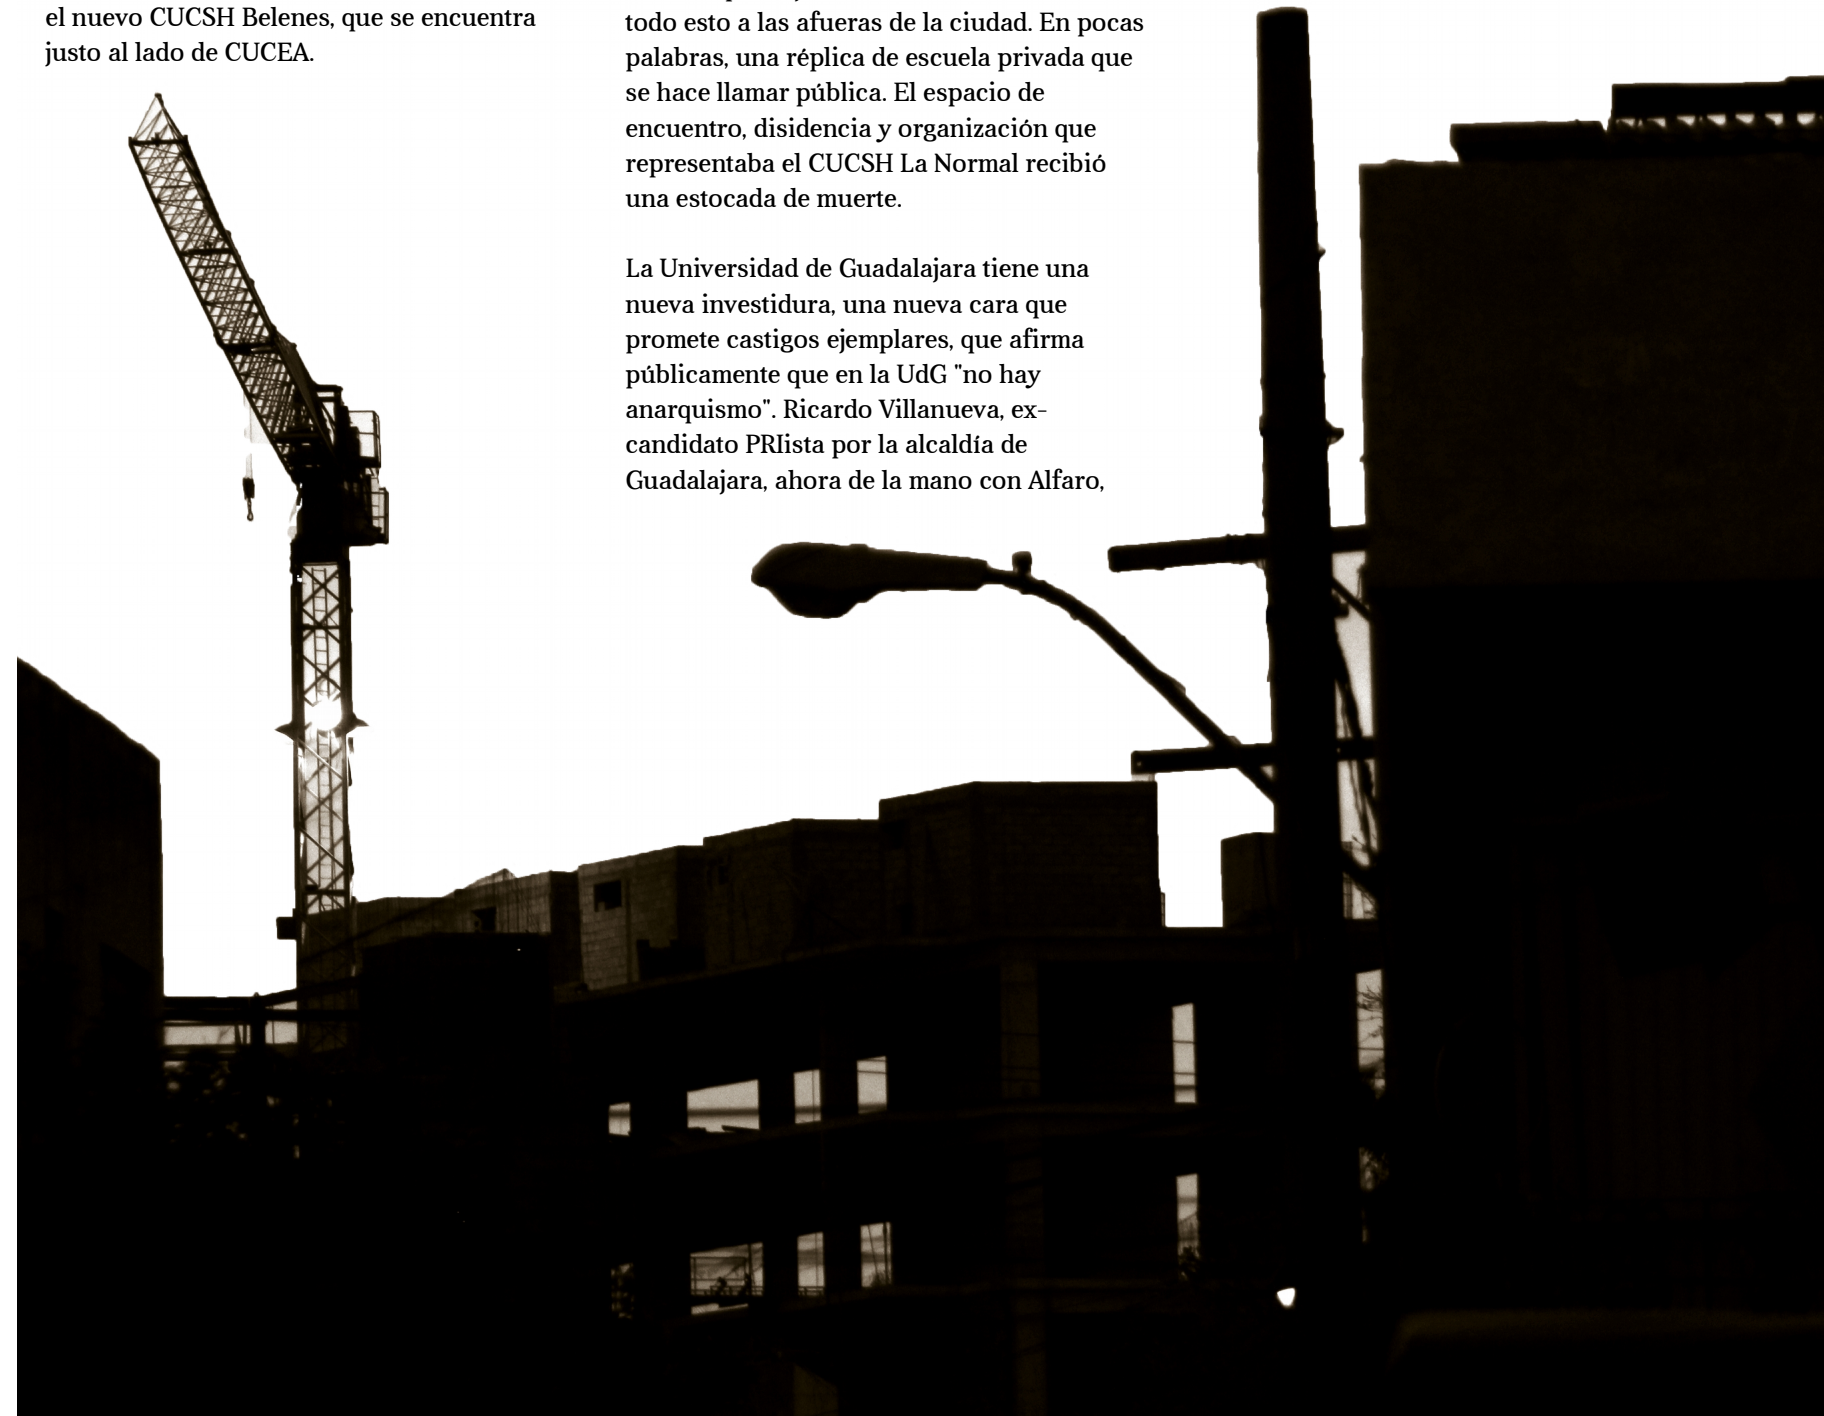 el nuevo CUCSH Belenes, que se encuentra
justo al lado de CUCEA.
todo esto a las afueras de la ciudad. En pocas
palabras, una réplica de escuela privada que
se hace llamar pública. El espacio de
encuentro, disidencia y organización que
representaba el CUCSH La Normal recibió
una estocada de muerte.
La Universidad de Guadalajara tiene una
nueva investidura, una nueva cara que
promete castigos ejemplares, que afirma
públicamente que en la UdG "no hay
anarquismo". Ricardo Villanueva, ex-
candidato PRIista por la alcaldía de
Guadalajara, ahora de la mano con Alfaro,